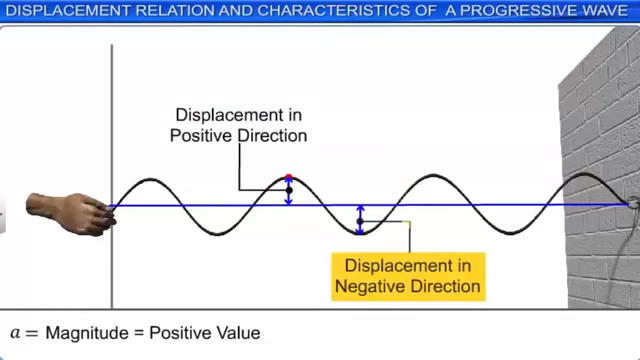 DISPLACEMENT RELATION AND CHARACTERISTICS OF A PROGRESSIVE WAVE
Displacement in
Positive Direction
Displacement in
Negative Direction
a = Magnitude = Positive Value